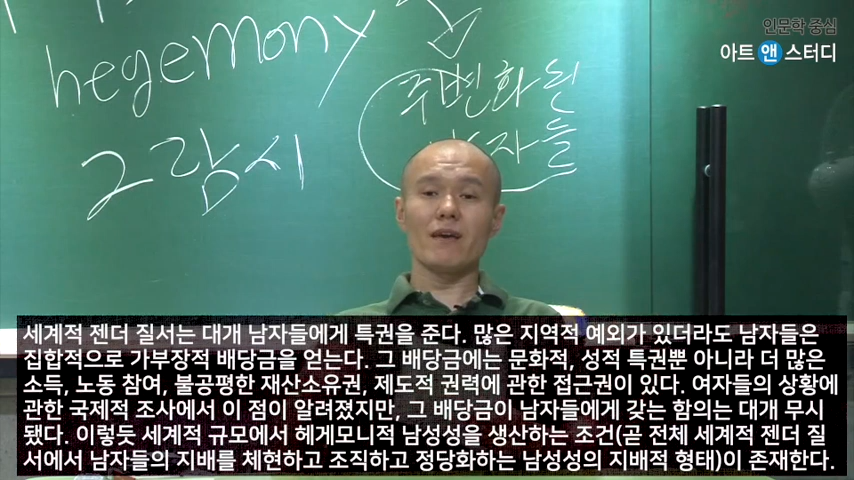 hegemony
그람시
주변화된
자들
인문학 중심
아트 앤 스터디
세계적 젠더 질서는 대개 남자들에게 특권을 준다. 많은 지역적 예외가 있더라도 남자들은
집합적으로 가부장적 배당금을 얻는다. 그 배당금에는 문화적, 성적 특권뿐 아니라 더 많은
소득, 노동 참여, 불공평한 재산소유권, 제도적 권력에 관한 접근권이 있다. 여자들의 상황에
관한 국제적 조사에서 이 점이 알려졌지만, 그 배당금이 남자들에게 갖는 함의는 대개 무시
됐다. 이렇듯 세계적 규모에서 헤게모니적 남성성을 생산하는 조건(곧 전체 세계적 젠더 질
서에서 남자들의 지배를 체현하고 조직하고 정당화하는 남성성의 지배적 형태)이 존재한다.